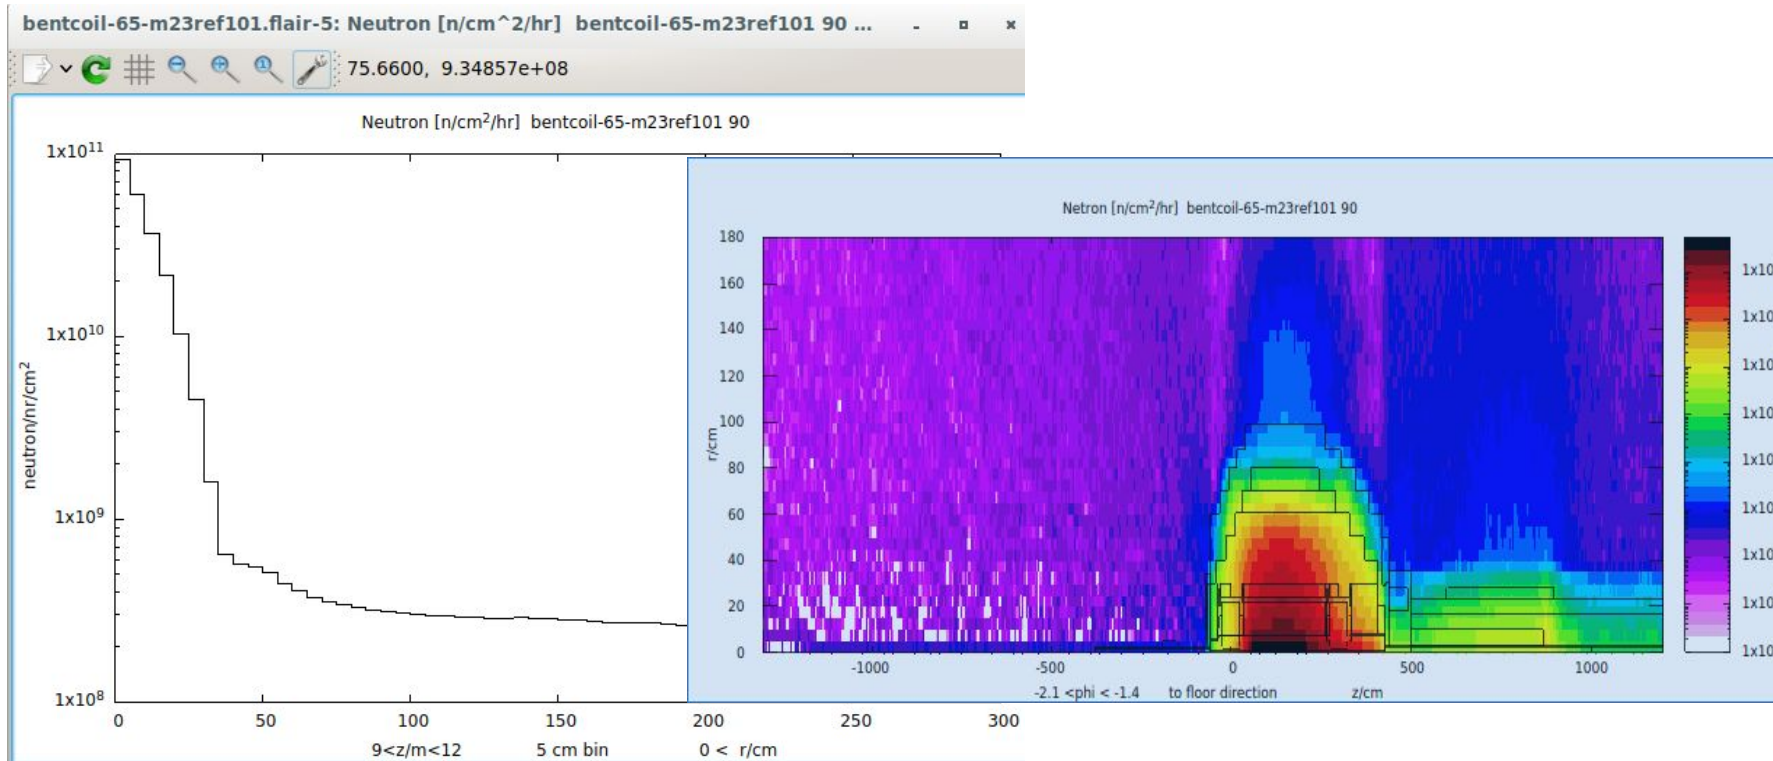 bentcoil-65-m23ref101.flair-5: Neutron [n/cm^2/hr] bentcoil-65-m23ref101 90 ...
75.6600, 9.34857e+08
Neutron [n/cm²/hr] bentcoil-65-m23ref101 90
1x10¹¹
1x10¹⁰
1x10⁹
1x10⁸
neutron/nr/cm²
0 50 100 150 200 250 300
9<z/m<12 5 cm bin 0 < r/cm
Netron [n/cm²/hr] bentcoil-65-m23ref101 90
180
160
140
120
100
80
60
40
20
0
r/cm
-1000 -500 0 500 1000
-2.1 <phi < -1.4 to floor direction z/cm
1x10
1x10
1x10
1x10
1x10
1x10
1x10
1x10
1x10